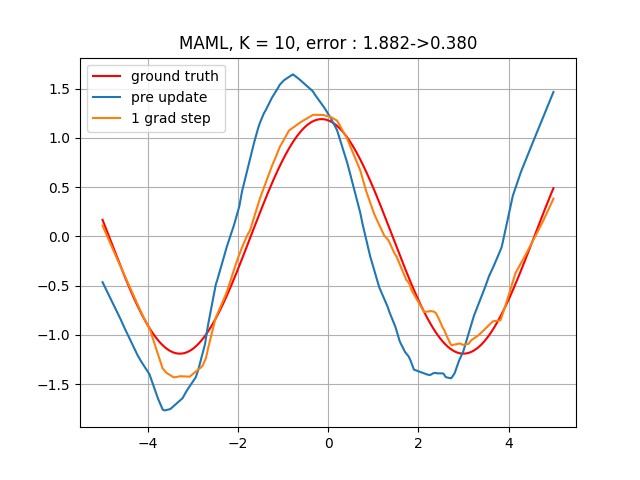 MAML, K = 10, error : 1.882->0.380
ground truth
pre update
1 grad step
1.5
1.0
0.5
0.0
−0.5
−1.0
−1.5
−4 −2 0 2 4